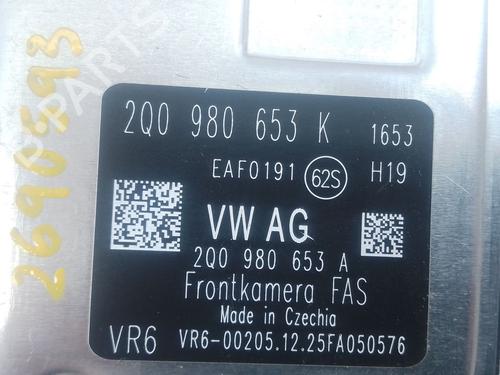 2Q0 980 653 K 1653
EAF0191 62S H19
VW AG
2Q0 980 653 A
Frontkamera FAS
Made in Czechia
VR6 VR6-00205.12.25FA050576
2690593